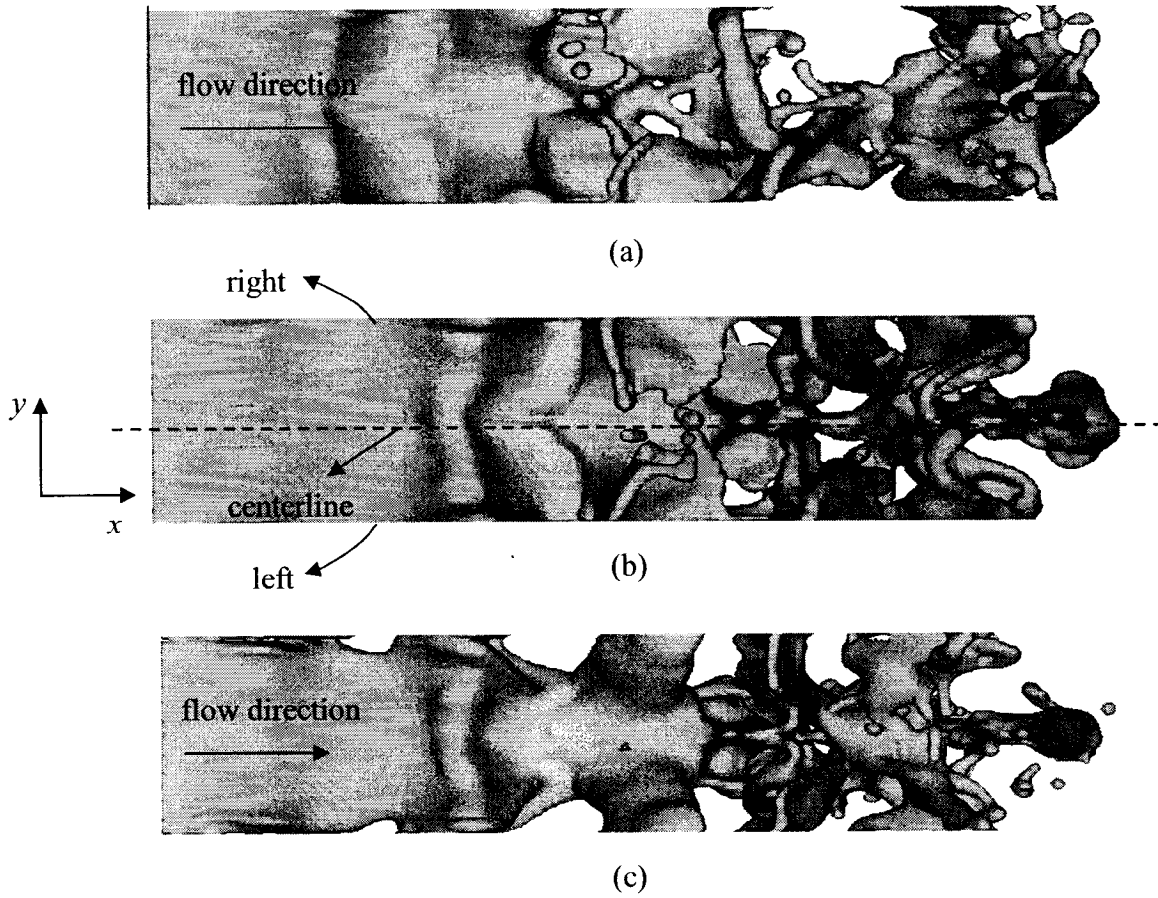 flow direction
(a)
right
y
centerline
x
left
(b)
flow direction
(c)